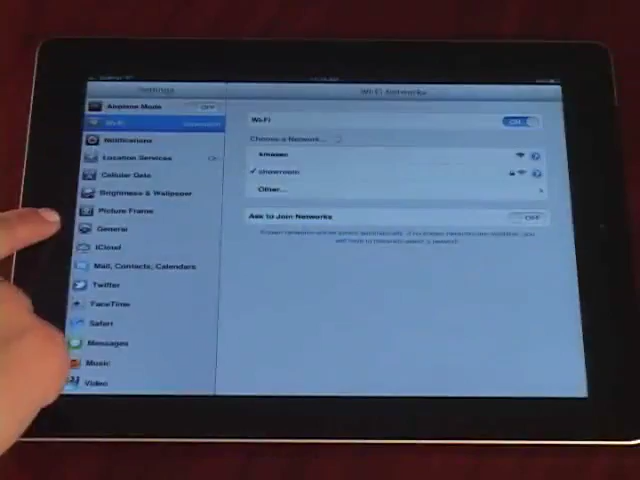 Settings
Wi-Fi Networks
Airplane Mode OFF
Wi-Fi
Notifications
Location Services On
Cellular Data
Brightness & Wallpaper
Picture Frame
General
iCloud
Mail, Contacts, Calendars
Twitter
FaceTime
Safari
Messages
Music
Video
Wi-Fi ON
Choose a Network...
Amazon
showroom
Other...
Ask to Join Networks OFF